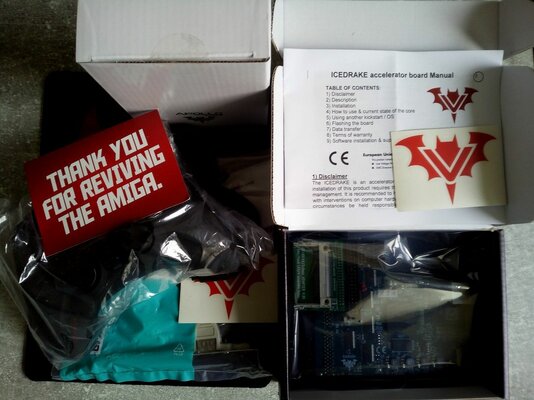 APOLLO
THANK YOU
FOR REVIVING
THE AMIGA.
ICEDRAKE accelerator board Manual
TABLE OF CONTENTS:
1) Disclaimer
2) Description
3) Installation
4) How to use & current state of the core
5) Using another kickstart / OS
6) Flashing the board
7) Data transfer
8) Terms of warranty
9) Software installation &
CE
European
1) Disclaimer
The ICEDRAKE is an accelerator
installation of this product requires
management. It is recommended to
with interventions on computer
circumstances be held